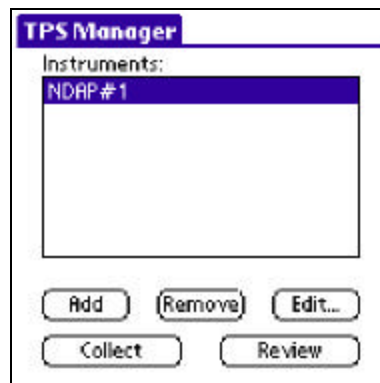 TPS Manager
Instruments:
NDAP#1
Add Remove Edit...
Collect Review